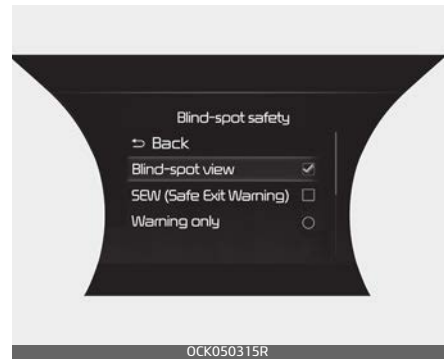 Blind-spot safety
⮌ Back
Blind-spot view
SEW (Safe Exit Warning)
Warning only
OCK050315R